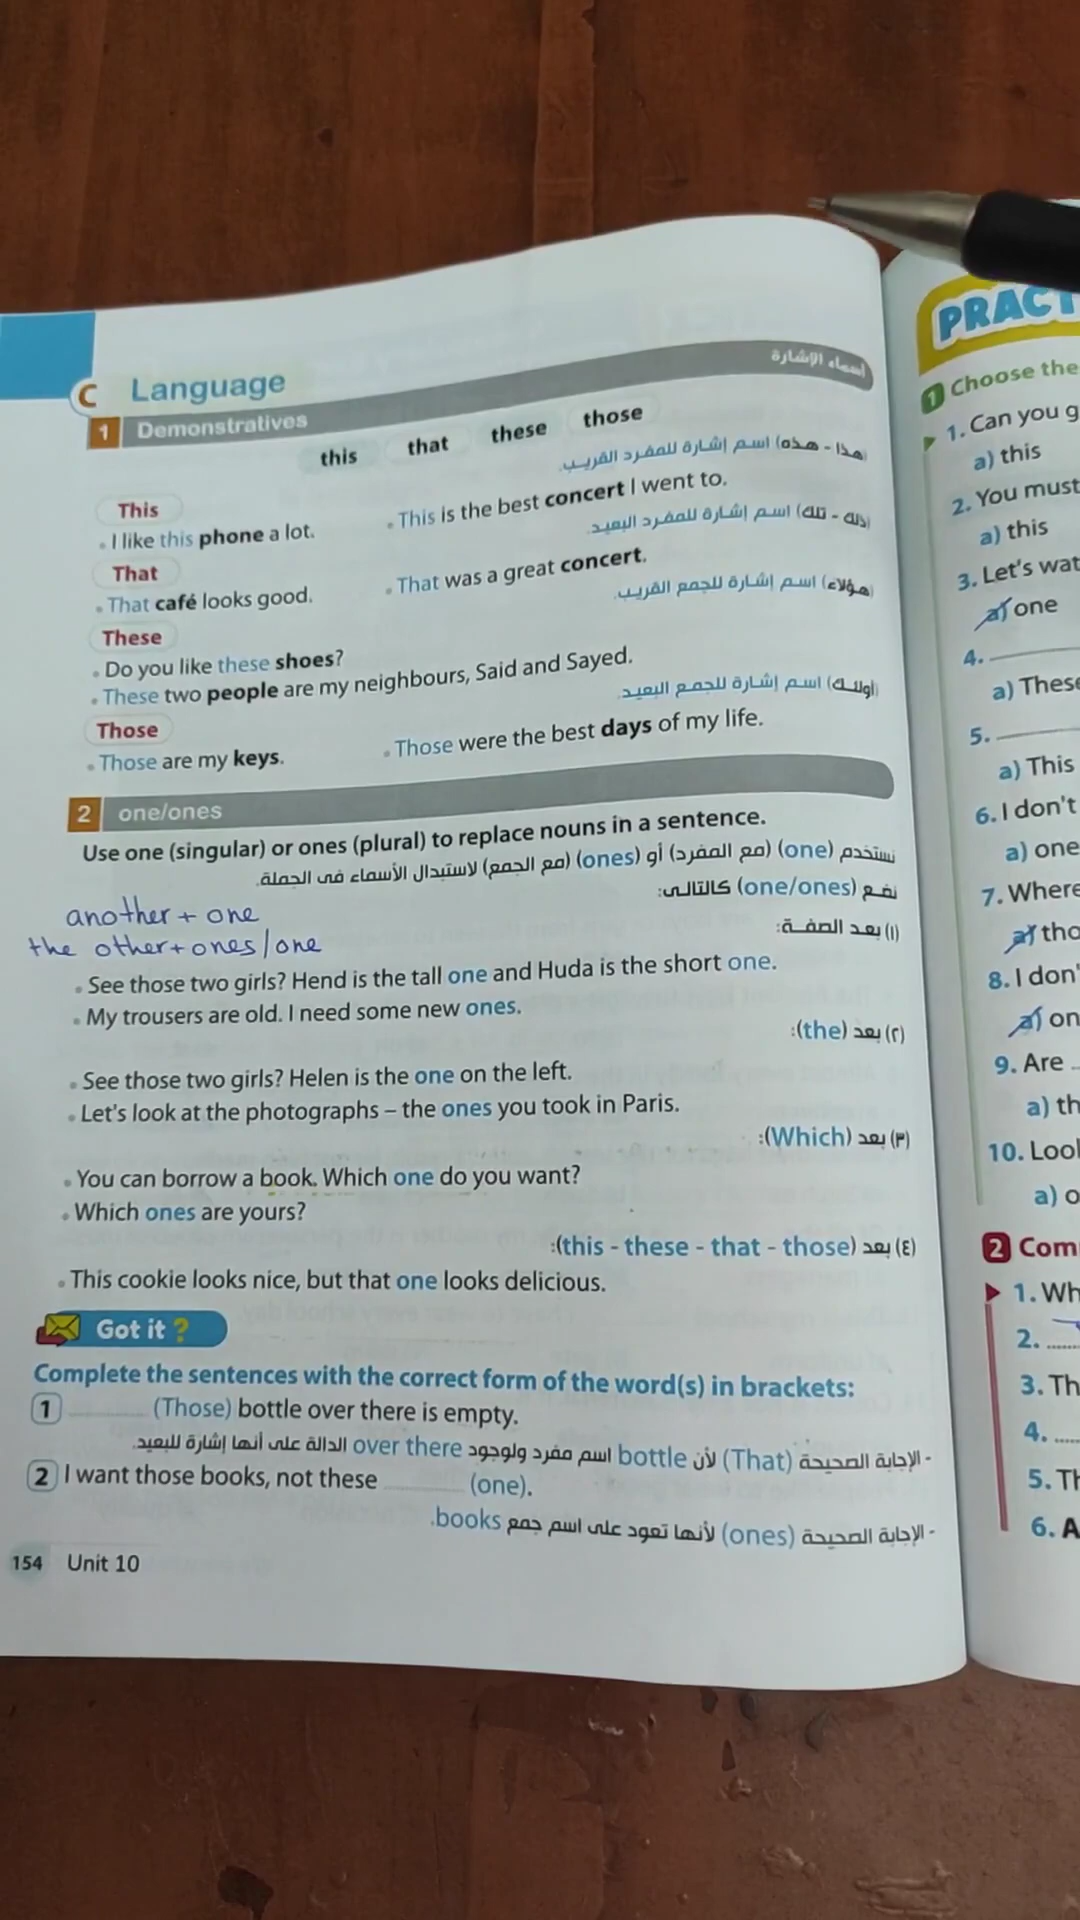 C Language
1 Demonstratives أسماء الإشارة
this that these those
This (هذا - هذه) اسم إشارة للمفرد القريب.
• I like this phone a lot. • This is the best concert I went to.
That (ذلك - تلك) اسم إشارة للمفرد البعيد.
• That café looks good. • That was a great concert.
These (هؤلاء) اسم إشارة للجمع القريب.
• Do you like these shoes?
• These two people are my neighbours, Said and Sayed.
Those (أولئك) اسم إشارة للجمع البعيد.
• Those are my keys. • Those were the best days of my life.
2 one/ones
Use one (singular) or ones (plural) to replace nouns in a sentence.
نستخدم (one) (مع المفرد) أو (ones) (مع الجمع) لاستبدال الأسماء فى الجملة.
نضع (one/ones) كالتالى:
another + one
the other + ones/one
(١) بعد الصفة:
• See those two girls? Hend is the tall one and Huda is the short one.
• My trousers are old. I need some new ones.
(٢) بعد (the):
• See those two girls? Helen is the one on the left.
• Let's look at the photographs – the ones you took in Paris.
(٣) بعد (Which):
• You can borrow a book. Which one do you want?
• Which ones are yours?
(٤) بعد (this - these - that - those):
• This cookie looks nice, but that one looks delicious.
Got it ?
Complete the sentences with the correct form of the word(s) in brackets:
1 ............ (Those) bottle over there is empty.
- الإجابة الصحيحة (That) لأن bottle اسم مفرد ولوجود over there الدالة على أنها إشارة للبعيد.
2 I want those books, not these ............ (one).
- الإجابة الصحيحة (ones) لأنها تعود على اسم جمع books.
154 Unit 10
PRACT
1 Choose the
1. Can you g
a) this
2. You must
a) this
3. Let's wat
a) one
4.
a) These
5.
a) This
6. I don't
a) one
7. Where
a) tho
8. I don'
a) on
9. Are
a) th
10. Lool
a) o
2 Com
1. Wh
2. ......
3. Th
4. ......
5. Th
6. A